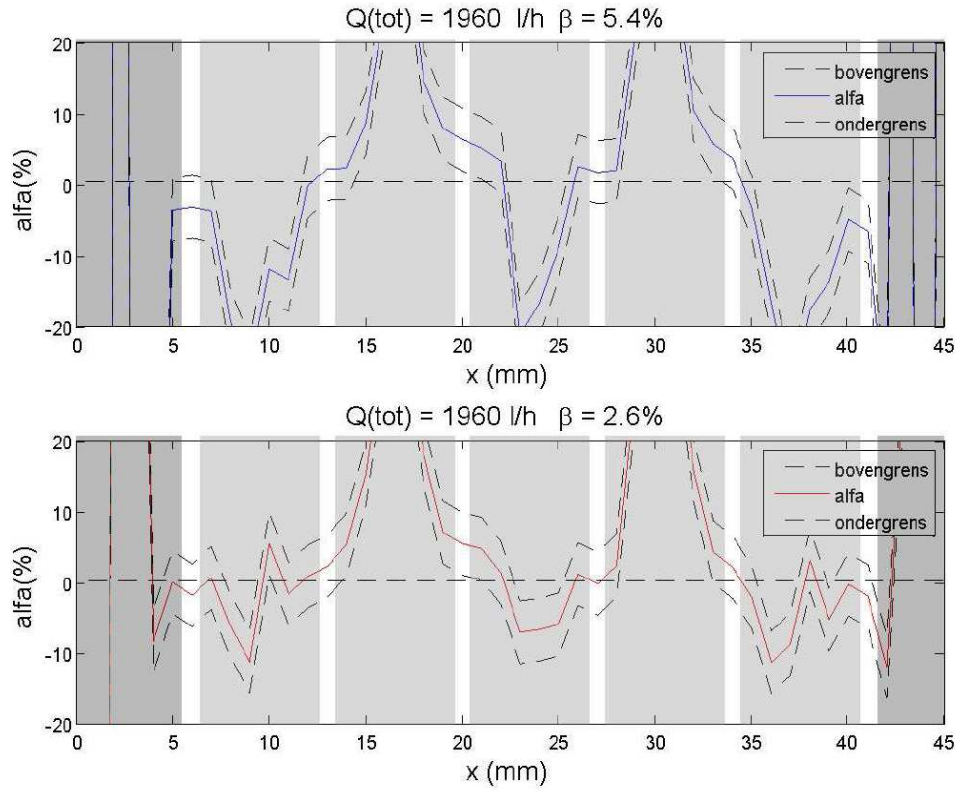 Q(tot) = 1960 l/h β = 5.4%
20
10
0
-10
-20
alfa(%)
bovengrens
alfa
ondergrens
0 5 10 15 20 25 30 35 40 45
x (mm)
Q(tot) = 1960 l/h β = 2.6%
20
10
0
-10
-20
alfa(%)
bovengrens
alfa
ondergrens
0 5 10 15 20 25 30 35 40 45
x (mm)